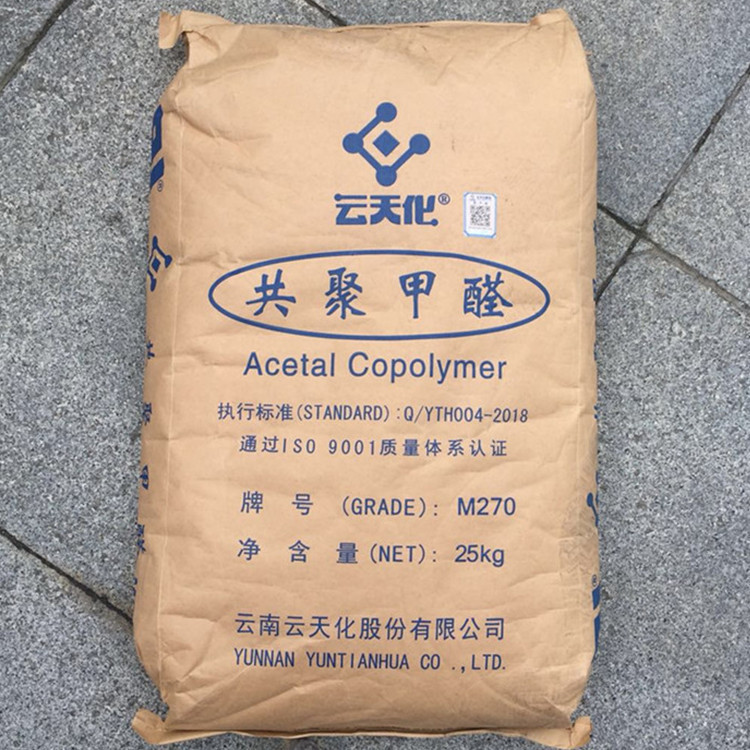 云天化®
共聚甲醛
Acetal Copolymer
执行标准(STANDARD):Q/YTH004-2018
通过ISO 9001质量体系认证
牌号 (GRADE): M270
净含量(NET): 25kg
云南云天化股份有限公司
YUNNAN YUNTIANHUA CO .,LTD.